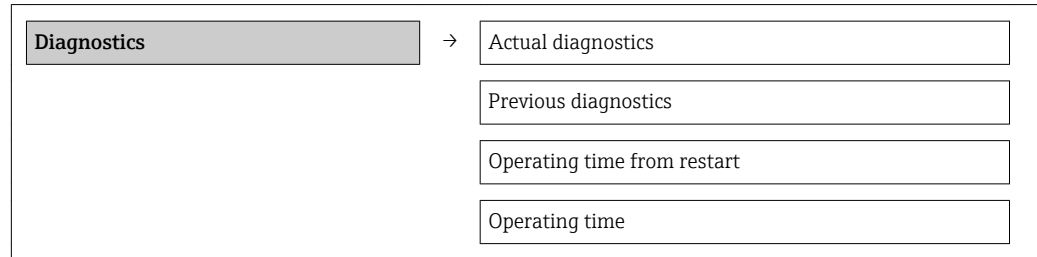 Diagnostics → Actual diagnostics
Previous diagnostics
Operating time from restart
Operating time